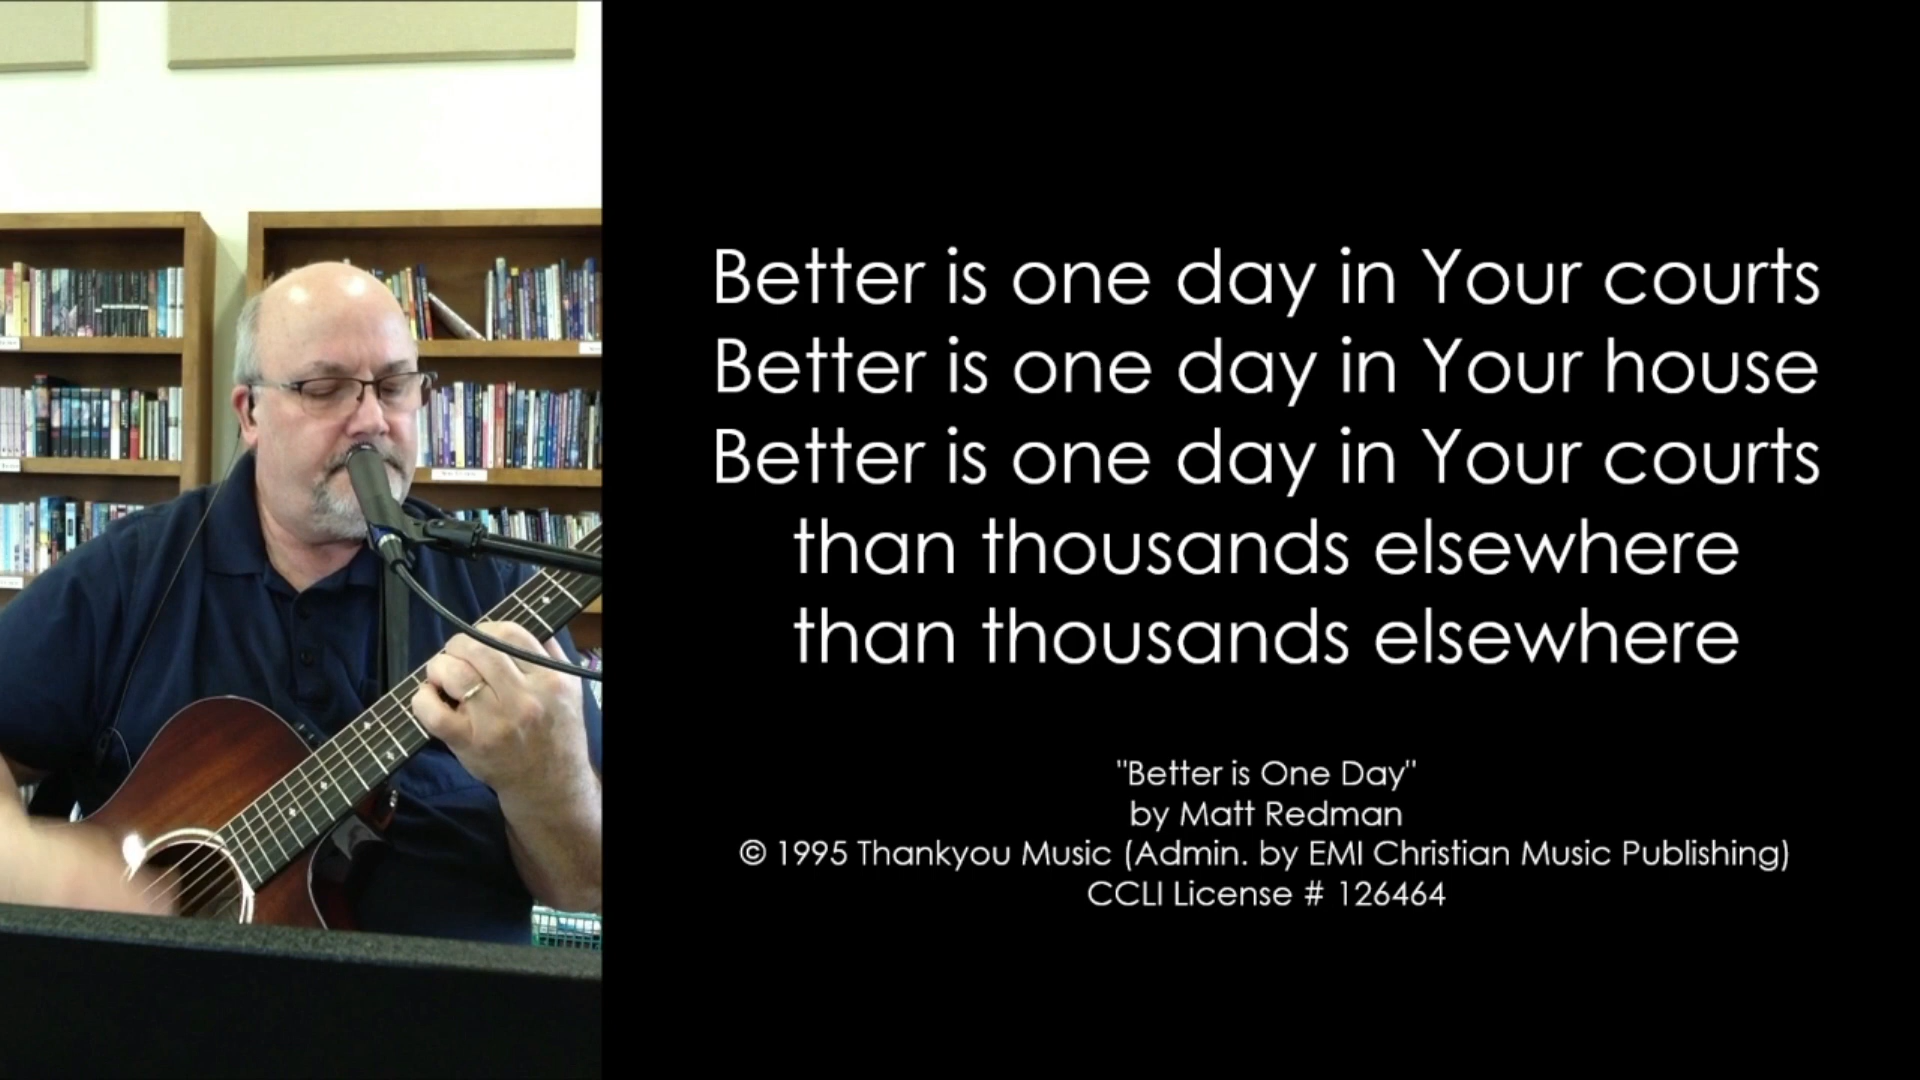 Better is one day in Your courts
Better is one day in Your house
Better is one day in Your courts
than thousands elsewhere
than thousands elsewhere
"Better is One Day"
by Matt Redman
© 1995 Thankyou Music (Admin. by EMI Christian Music Publishing)
CCLI License # 126464